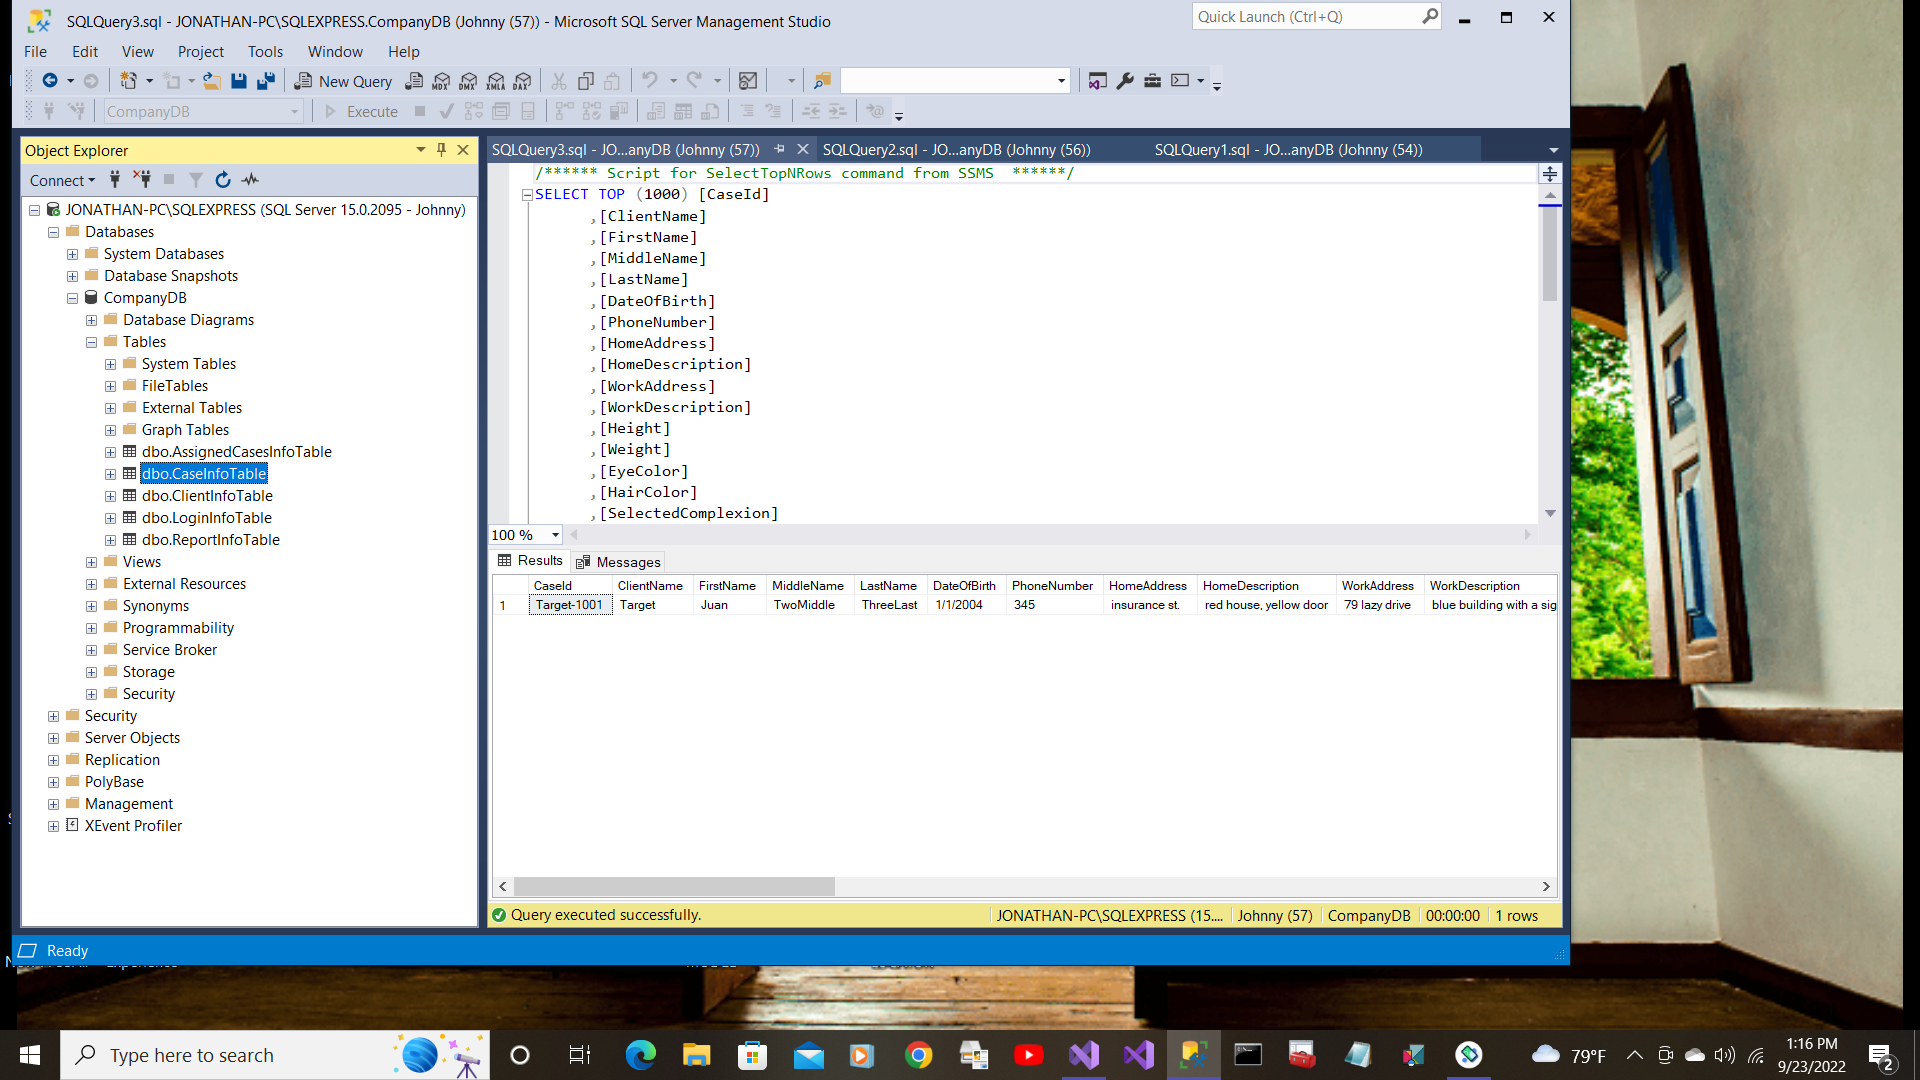 SQLQuery3.sql - JONATHAN-PC\SQLEXPRESS.CompanyDB (Johnny (57)) - Microsoft SQL Server Management Studio
Quick Launch (Ctrl+Q)
File Edit View Project Tools Window Help
New Query MDX DMX XMLA DAX
CompanyDB Execute
Object Explorer
Connect
JONATHAN-PC\SQLEXPRESS (SQL Server 15.0.2095 - Johnny)
Databases
System Databases
Database Snapshots
CompanyDB
Database Diagrams
Tables
System Tables
FileTables
External Tables
Graph Tables
dbo.AssignedCasesInfoTable
dbo.CaseInfoTable
dbo.ClientInfoTable
dbo.LoginInfoTable
dbo.ReportInfoTable
Views
External Resources
Synonyms
Programmability
Service Broker
Storage
Security
Security
Server Objects
Replication
PolyBase
Management
XEvent Profiler
SQLQuery3.sql - JO...anyDB (Johnny (57)) SQLQuery2.sql - JO...anyDB (Johnny (56)) SQLQuery1.sql - JO...anyDB (Johnny (54))
/****** Script for SelectTopNRows command from SSMS  ******/
SELECT TOP (1000) [CaseId]
,[ClientName]
,[FirstName]
,[MiddleName]
,[LastName]
,[DateOfBirth]
,[PhoneNumber]
,[HomeAddress]
,[HomeDescription]
,[WorkAddress]
,[WorkDescription]
,[Height]
,[Weight]
,[EyeColor]
,[HairColor]
,[SelectedComplexion]
100 %
Results Messages
CaseId ClientName FirstName MiddleName LastName DateOfBirth PhoneNumber HomeAddress HomeDescription WorkAddress WorkDescription
1 Target-1001 Target Juan TwoMiddle ThreeLast 1/1/2004 345 insurance st. red house, yellow door 79 lazy drive blue building with a sig
Query executed successfully. JONATHAN-PC\SQLEXPRESS (15.... Johnny (57) CompanyDB 00:00:00 1 rows
Ready
Type here to search
79°F
1:16 PM
9/23/2022
2